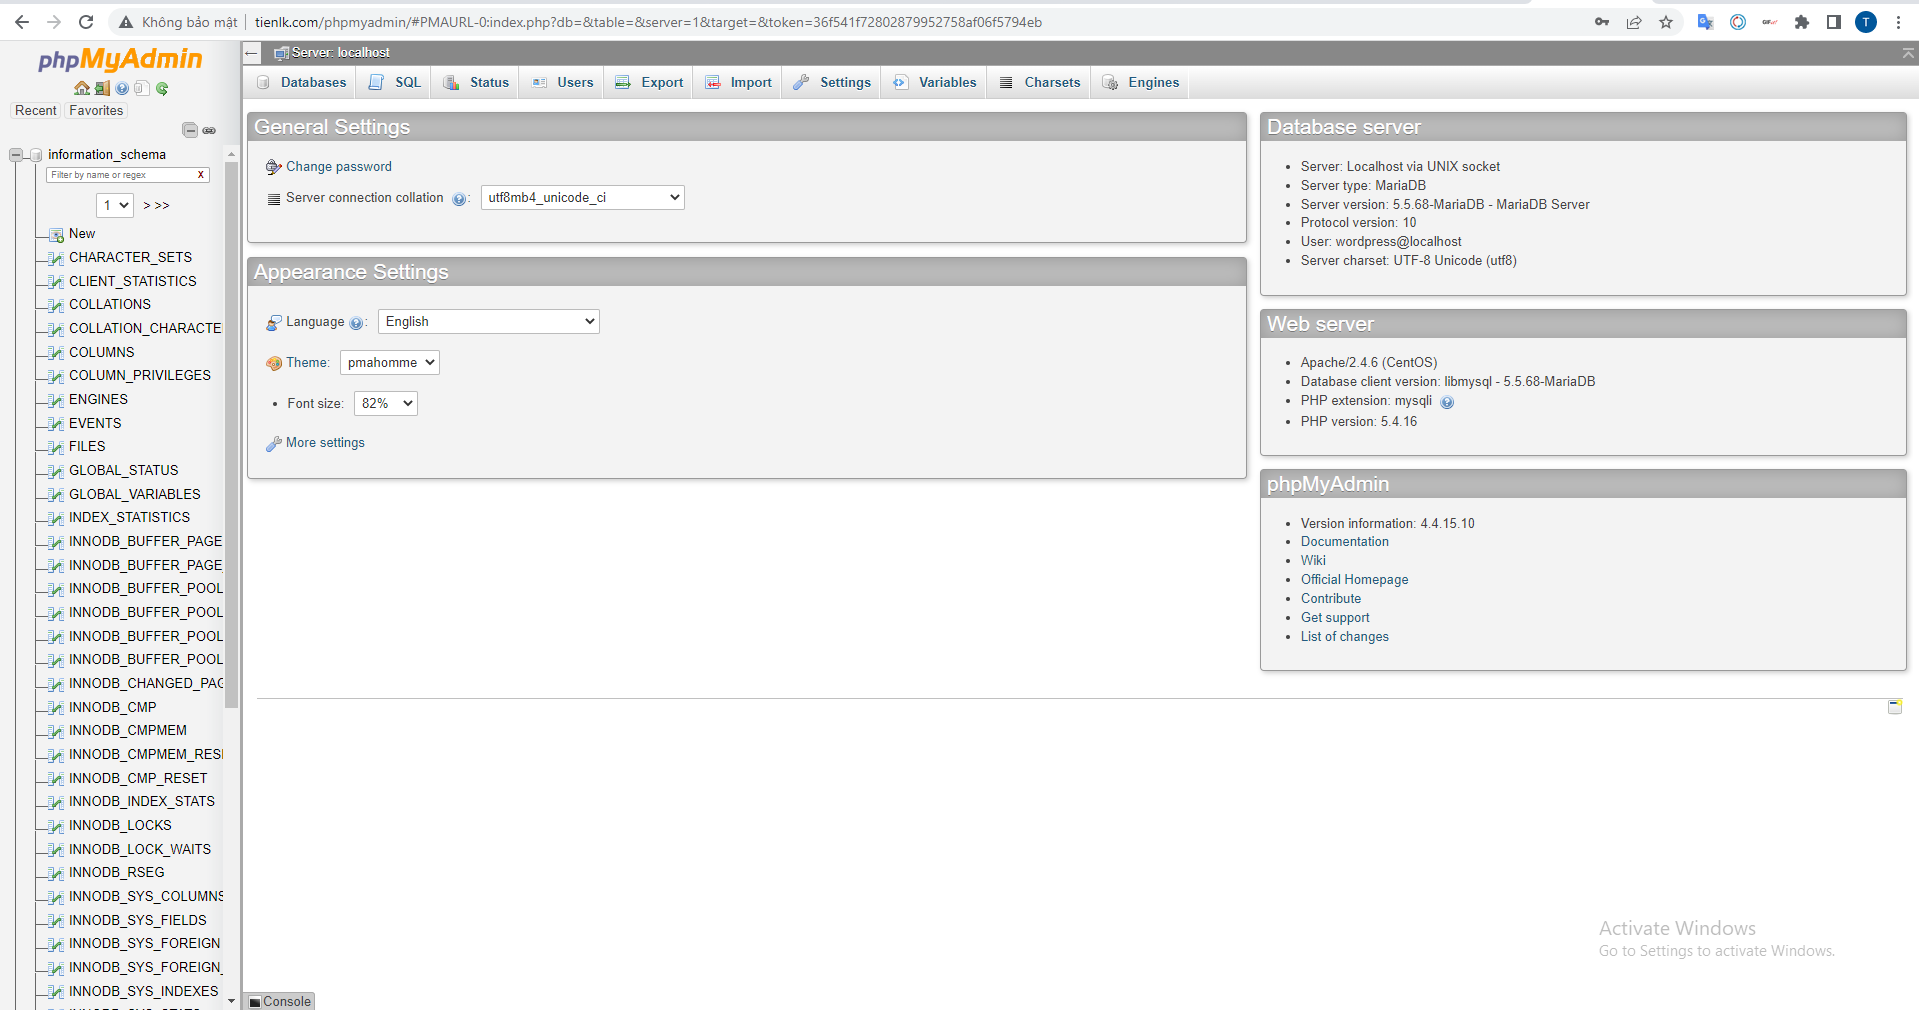 Không bảo mật | tienlk.com/phpmyadmin/#PMAURL-0:index.php?db=&table=&server=1&target=&token=36f541f72802879952758af06f5794eb
T
phpMyAdmin
Recent Favorites
information_schema
Filter by name or regex X
1 > >>
New
CHARACTER_SETS
CLIENT_STATISTICS
COLLATIONS
COLLATION_CHARACTE
COLUMNS
COLUMN_PRIVILEGES
ENGINES
EVENTS
FILES
GLOBAL_STATUS
GLOBAL_VARIABLES
INDEX_STATISTICS
INNODB_BUFFER_PAGE
INNODB_BUFFER_PAGE_
INNODB_BUFFER_POOL
INNODB_BUFFER_POOL
INNODB_BUFFER_POOL
INNODB_BUFFER_POOL
INNODB_CHANGED_PAG
INNODB_CMP
INNODB_CMPMEM
INNODB_CMPMEM_RESI
INNODB_CMP_RESET
INNODB_INDEX_STATS
INNODB_LOCKS
INNODB_LOCK_WAITS
INNODB_RSEG
INNODB_SYS_COLUMNS
INNODB_SYS_FIELDS
INNODB_SYS_FOREIGN
INNODB_SYS_FOREIGN_
INNODB_SYS_INDEXES
Server: localhost
Databases SQL Status Users Export Import Settings Variables Charsets Engines
General Settings
Change password
Server connection collation : utf8mb4_unicode_ci
Appearance Settings
Language : English
Theme: pmahomme
• Font size: 82%
More settings
Database server
• Server: Localhost via UNIX socket
• Server type: MariaDB
• Server version: 5.5.68-MariaDB - MariaDB Server
• Protocol version: 10
• User: wordpress@localhost
• Server charset: UTF-8 Unicode (utf8)
Web server
• Apache/2.4.6 (CentOS)
• Database client version: libmysql - 5.5.68-MariaDB
• PHP extension: mysqli
• PHP version: 5.4.16
phpMyAdmin
• Version information: 4.4.15.10
• Documentation
• Wiki
• Official Homepage
• Contribute
• Get support
• List of changes
Activate Windows
Go to Settings to activate Windows.
Console